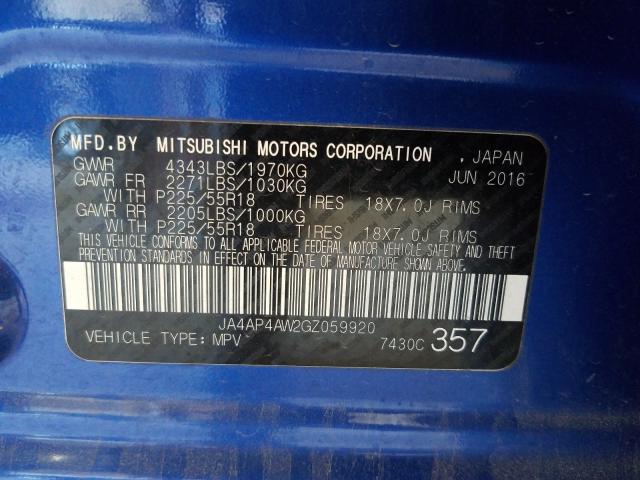 MFD.BY MITSUBISHI MOTORS CORPORATION , JAPAN
GVWR 4343LBS/1970KG JUN 2016
GAWR FR 2271LBS/1030KG
WITH P225/55R18 TIRES 18X7.0J RIMS
GAWR RR 2205LBS/1000KG
WITH P225/55R18 TIRES 18X7.0J RIMS
THIS VEHICLE CONFORMS TO ALL APPLICABLE FEDERAL MOTOR VEHICLE SAFETY AND THEFT
PREVENTION STANDARDS IN EFFECT ON THE DATE OF MANUFACTURE SHOWN ABOVE.
JA4AP4AW2GZ059920
VEHICLE TYPE: MPV 7430C 357